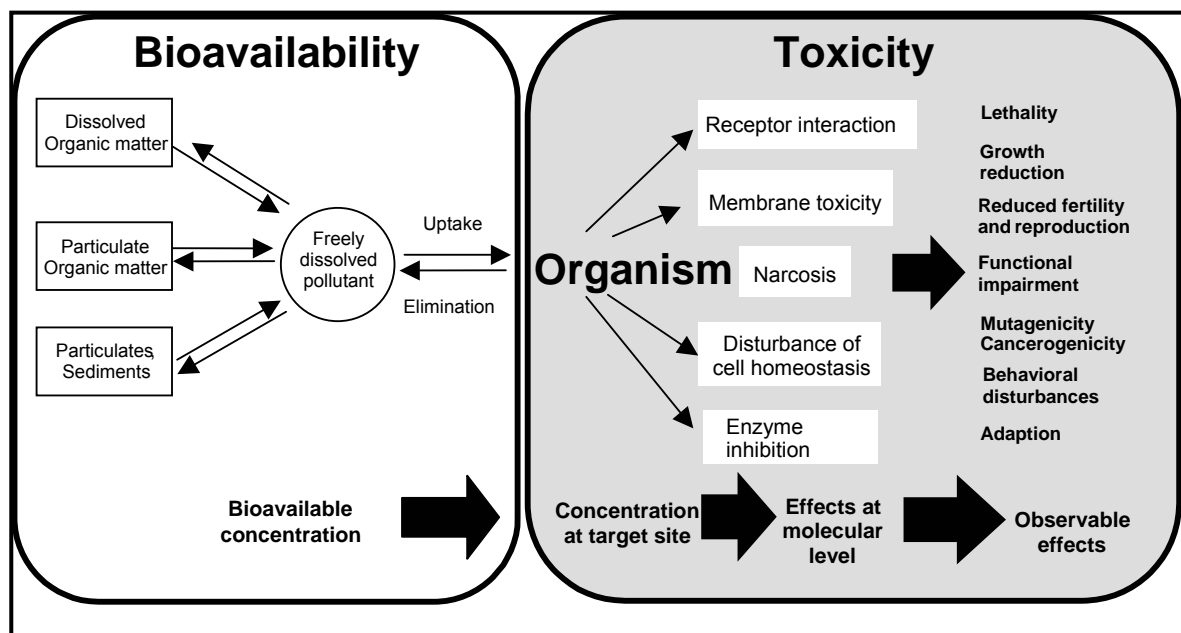 Bioavailability
Dissolved
Organic matter
Particulate
Organic matter
Particulates,
Sediments
Freely
dissolved
pollutant
Uptake
Elimination
Bioavailable
concentration
Toxicity
Organism
Receptor interaction
Membrane toxicity
Narcosis
Disturbance of
cell homeostasis
Enzyme
inhibition
Lethality
Growth
reduction
Reduced fertility
and reproduction
Functional
impairment
Mutagenicity
Cancerogenicity
Behavioral
disturbances
Adaption
Concentration
at target site
Effects at
molecular
level
Observable
effects